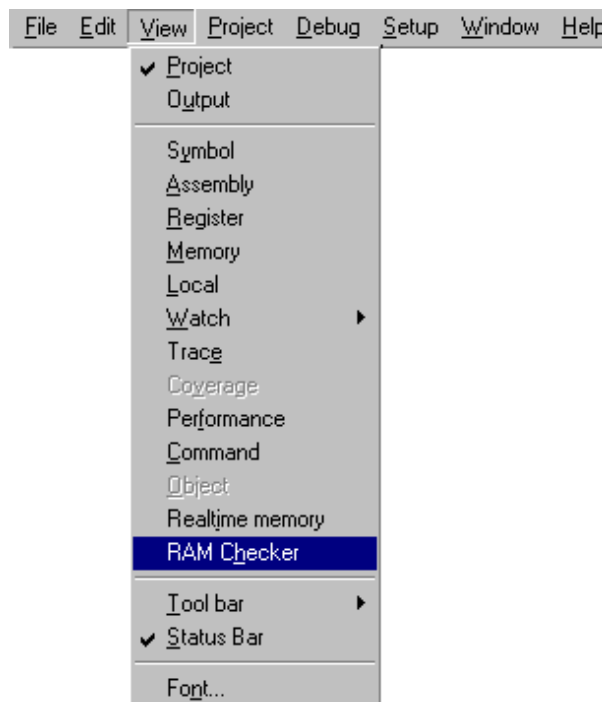 File Edit View Project Debug Setup Window Help
Project
Output
Symbol
Assembly
Register
Memory
Local
Watch
Trace
Coverage
Performance
Command
Object
Realtime memory
RAM Checker
Tool bar
Status Bar
Font...